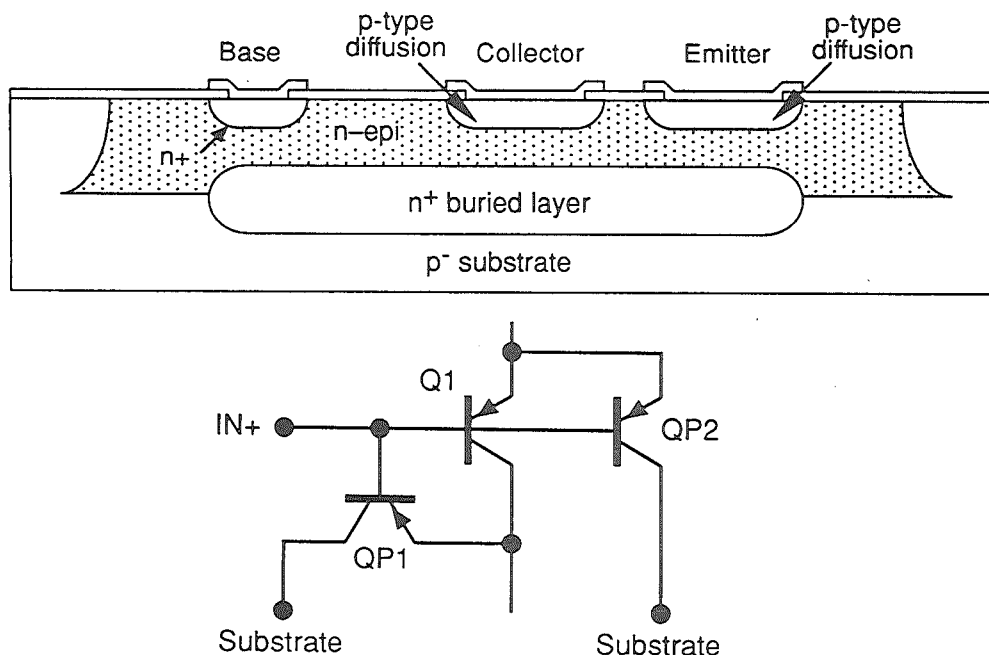 Base
p-type
diffusion
Collector
Emitter
p-type
diffusion
n+
n–epi
n+ buried layer
p- substrate
Q1
IN+
QP2
QP1
Substrate
Substrate